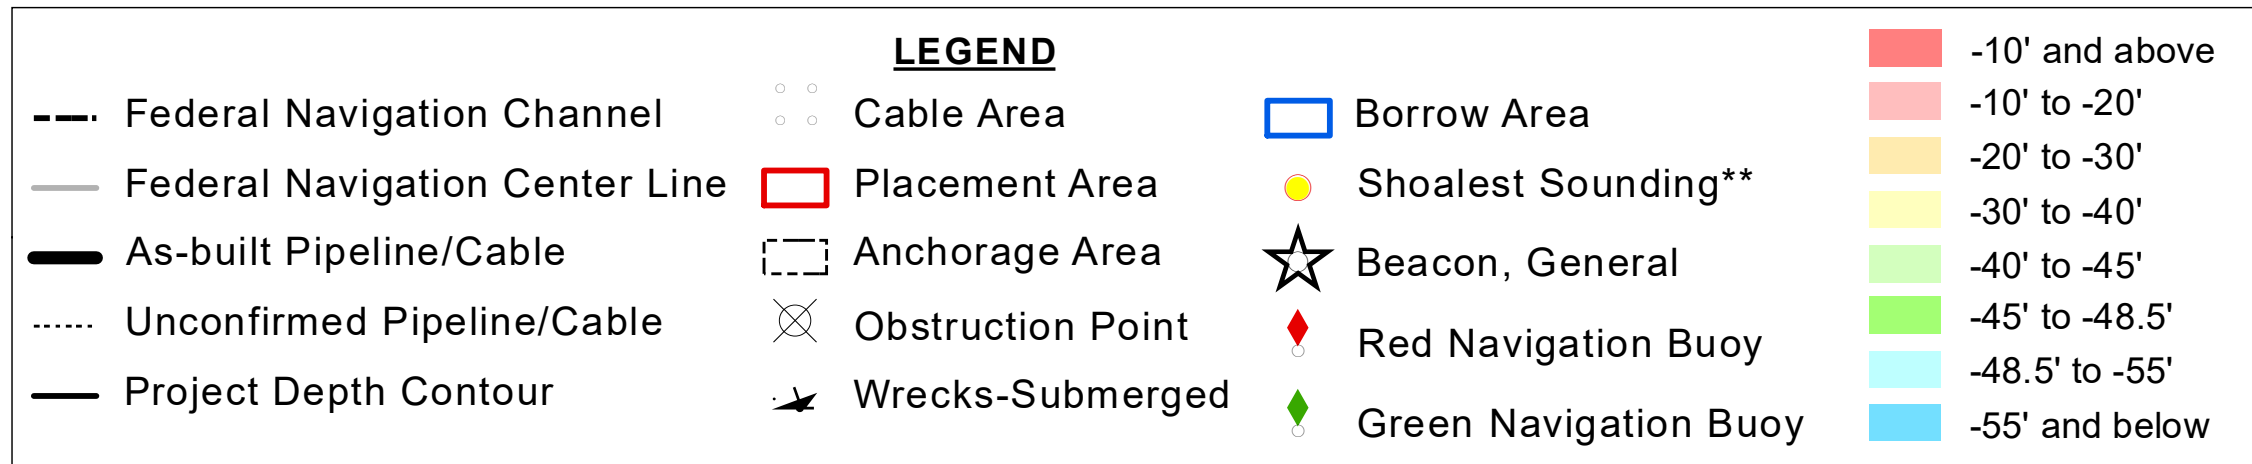 LEGEND
Federal Navigation Channel
Federal Navigation Center Line
As-built Pipeline/Cable
Unconfirmed Pipeline/Cable
Project Depth Contour
Cable Area
Placement Area
Anchorage Area
Obstruction Point
Wrecks-Submerged
Borrow Area
Shoalest Sounding**
Beacon, General
Red Navigation Buoy
Green Navigation Buoy
-10' and above
-10' to -20'
-20' to -30'
-30' to -40'
-40' to -45'
-45' to -48.5'
-48.5' to -55'
-55' and below